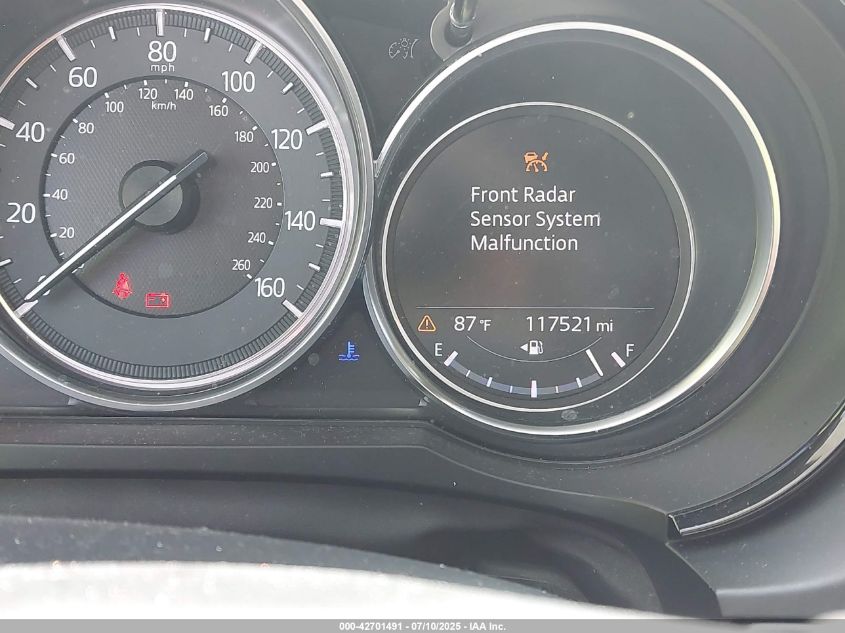 80
mph
60
100
40
120
20
140
0
160
120
140
100
km/h
160
80
180
60
200
40
220
20
240
260
Front Radar
Sensor System
Malfunction
87°F 117521 mi
E F
000-42701491 - 07/10/2025 - IAA Inc.